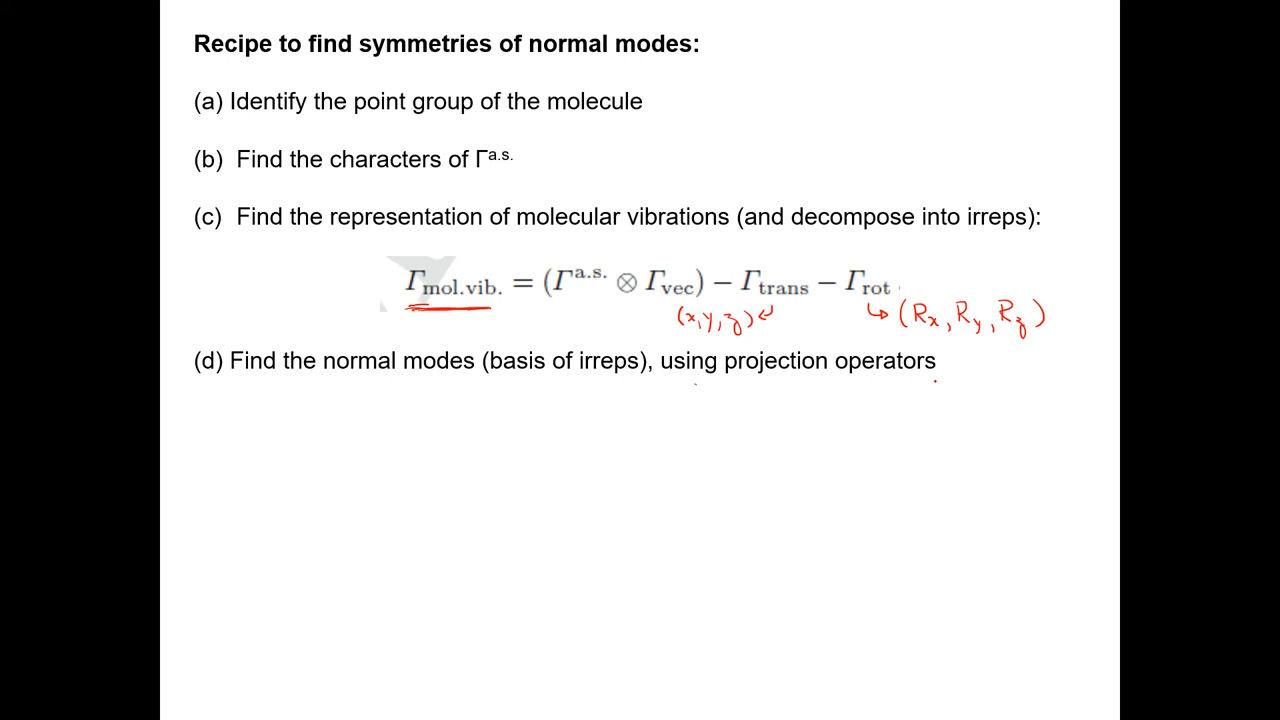 Recipe to find symmetries of normal modes:
(a) Identify the point group of the molecule
(b) Find the characters of Γᵃ·ˢ·
(c) Find the representation of molecular vibrations (and decompose into irreps):
Γmol.vib. = (Γᵃ·ˢ· ⊗ Γvec) − Γtrans − Γrot
(x,y,z) ↵ ↳ (Rx, Ry, Rz)
(d) Find the normal modes (basis of irreps), using projection operators